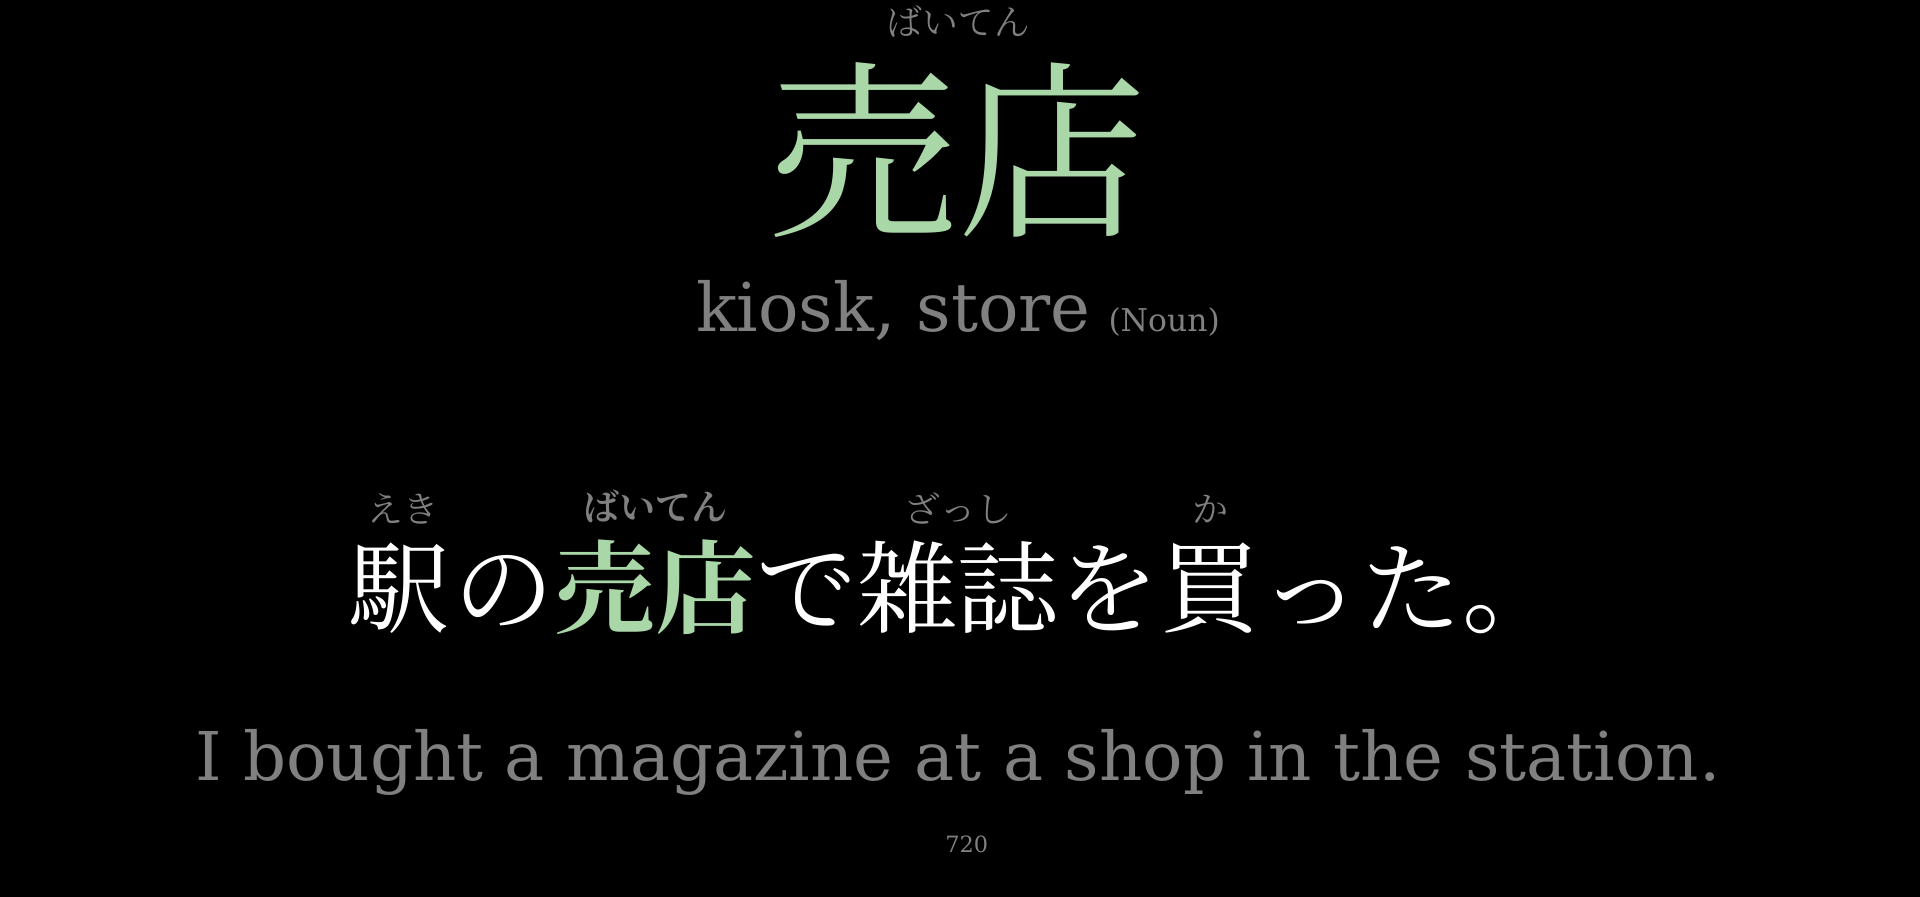 ばいてん
売店
kiosk, store (Noun)
えき ばいてん ざっし か
駅の売店で雑誌を買った。
I bought a magazine at a shop in the station.
720